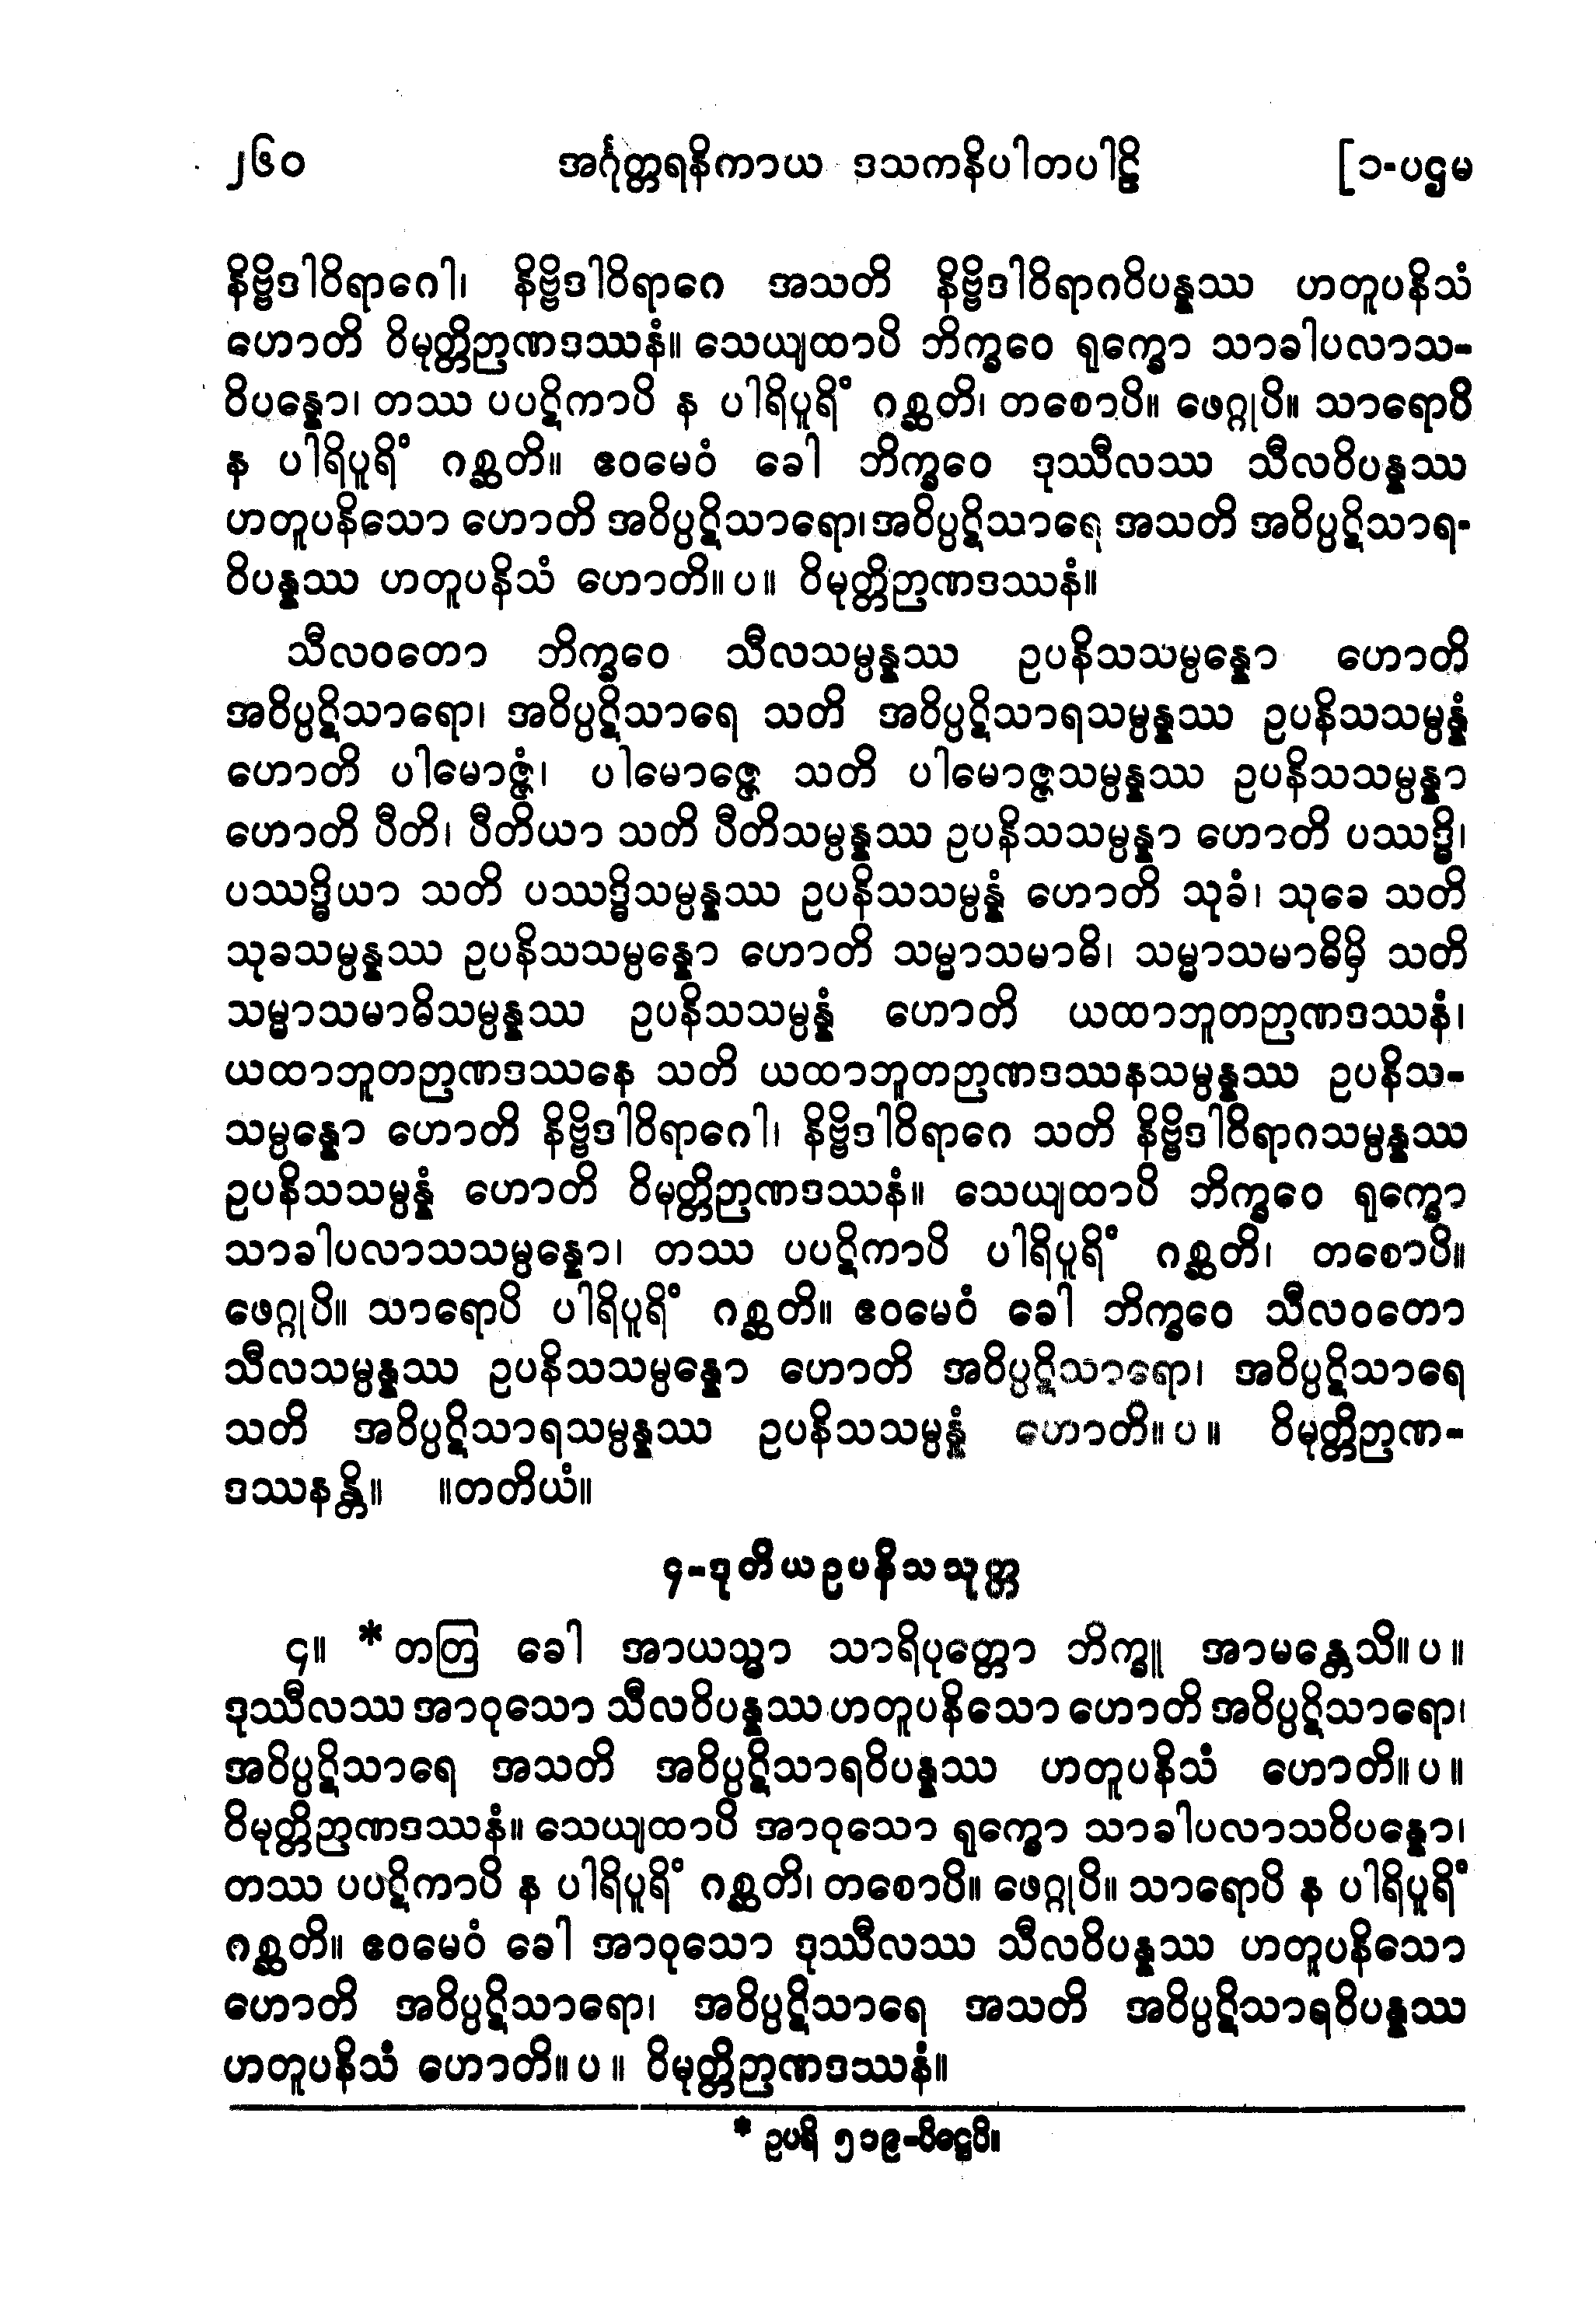 ၂၆၀ အင်္ဂုတ္တရနိကာယ ဒသကနိပါတပါဠိ [၁-ပဌမ
နိဗ္ဗိဒါဝိရာဂေါ၊ နိဗ္ဗိဒါဝိရာဂေ အသတိ နိဗ္ဗိဒါဝိရာဂဝိပန္နဿ ဟတူပနိသံ
ဟောတိ ဝိမုတ္တိဉာဏဒဿနံ။ သေယျထာပိ ဘိက္ခဝေ ရုက္ခော သာခါပလာသ-
ဝိပန္နော၊ တဿ ပပဋိကာပိ န ပါရိပူရိံ ဂစ္ဆတိ၊ တစောပိ။ ဖေဂ္ဂုပိ။ သာရောပိ
န ပါရိပူရိံ ဂစ္ဆတိ။ ဧဝမေဝံ ခေါ ဘိက္ခဝေ ဒုဿီလဿ သီလဝိပန္နဿ
ဟတူပနိသော ဟောတိ အဝိပ္ပဋိသာရော၊ အဝိပ္ပဋိသာရေ အသတိ အဝိပ္ပဋိသာရ-
ဝိပန္နဿ ဟတူပနိသံ ဟောတိ။ပ။ ဝိမုတ္တိဉာဏဒဿနံ။
သီလဝတော ဘိက္ခဝေ သီလသမ္ပန္နဿ ဥပနိသသမ္ပန္နော ဟောတိ
အဝိပ္ပဋိသာရော၊ အဝိပ္ပဋိသာရေ သတိ အဝိပ္ပဋိသာရသမ္ပန္နဿ ဥပနိသသမ္ပန္နံ
ဟောတိ ပါမောဇ္ဇံ၊ ပါမောဇ္ဇေ သတိ ပါမောဇ္ဇသမ္ပန္နဿ ဥပနိသသမ္ပန္နာ
ဟောတိ ပီတိ၊ ပီတိယာ သတိ ပီတိသမ္ပန္နဿ ဥပနိသသမ္ပန္နာ ဟောတိ ပဿဒ္ဓိ၊
ပဿဒ္ဓိယာ သတိ ပဿဒ္ဓိသမ္ပန္နဿ ဥပနိသသမ္ပန္နံ ဟောတိ သုခံ၊ သုခေ သတိ
သုခသမ္ပန္နဿ ဥပနိသသမ္ပန္နော ဟောတိ သမ္မာသမာဓိ၊ သမ္မာသမာဓိမှိ သတိ
သမ္မာသမာဓိသမ္ပန္နဿ ဥပနိသသမ္ပန္နံ ဟောတိ ယထာဘူတဉာဏဒဿနံ၊
ယထာဘူတဉာဏဒဿနေ သတိ ယထာဘူတဉာဏဒဿနသမ္ပန္နဿ ဥပနိသ-
သမ္ပန္နော ဟောတိ နိဗ္ဗိဒါဝိရာဂေါ၊ နိဗ္ဗိဒါဝိရာဂေ သတိ နိဗ္ဗိဒါဝိရာဂသမ္ပန္နဿ
ဥပနိသသမ္ပန္နံ ဟောတိ ဝိမုတ္တိဉာဏဒဿနံ။ သေယျထာပိ ဘိက္ခဝေ ရုက္ခော
သာခါပလာသသမ္ပန္နော၊ တဿ ပပဋိကာပိ ပါရိပူရိံ ဂစ္ဆတိ၊ တစောပိ။
ဖေဂ္ဂုပိ။ သာရောပိ ပါရိပူရိံ ဂစ္ဆတိ။ ဧဝမေဝံ ခေါ ဘိက္ခဝေ သီလဝတော
သီလသမ္ပန္နဿ ဥပနိသသမ္ပန္နော ဟောတိ အဝိပ္ပဋိသာရော၊ အဝိပ္ပဋိသာရေ
သတိ အဝိပ္ပဋိသာရသမ္ပန္နဿ ဥပနိသသမ္ပန္နံ ဟောတိ။ပ။ ဝိမုတ္တိဉာဏ-
ဒဿနန္တိ။ ။တတိယံ။
၄-ဒုတိယဥပနိသသုတ္တ
၄။ *တတြ ခေါ အာယသ္မာ သာရိပုတ္တော ဘိက္ခူ အာမန္တေသိ။ပ။
ဒုဿီလဿ အာဝုသော သီလဝိပန္နဿ ဟတူပနိသော ဟောတိ အဝိပ္ပဋိသာရော၊
အဝိပ္ပဋိသာရေ အသတိ အဝိပ္ပဋိသာရဝိပန္နဿ ဟတူပနိသံ ဟောတိ။ပ။
ဝိမုတ္တိဉာဏဒဿနံ။ သေယျထာပိ အာဝုသော ရုက္ခော သာခါပလာသဝိပန္နော၊
တဿ ပပဋိကာပိ န ပါရိပူရိံ ဂစ္ဆတိ၊ တစောပိ။ ဖေဂ္ဂုပိ။ သာရောပိ န ပါရိပူရိံ
ဂစ္ဆတိ။ ဧဝမေဝံ ခေါ အာဝုသော ဒုဿီလဿ သီလဝိပန္နဿ ဟတူပနိသော
ဟောတိ အဝိပ္ပဋိသာရော၊ အဝိပ္ပဋိသာရေ အသတိ အဝိပ္ပဋိသာရဝိပန္နဿ
ဟတူပနိသံ ဟောတိ။ပ။ ဝိမုတ္တိဉာဏဒဿနံ။
* ဥပရိ ၅၁၉-ပိဋ္ဌေပိ။